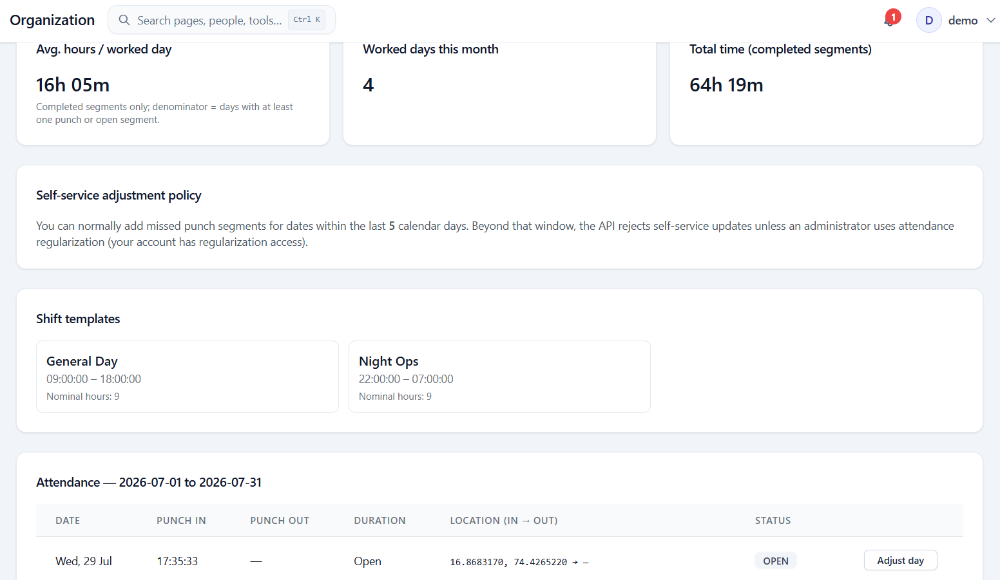 Organization
Search pages, people, tools...
Ctrl K
1
D
demo
Avg. hours / worked day
16h 05m
Completed segments only; denominator = days with at least
one punch or open segment.
Worked days this month
4
Total time (completed segments)
64h 19m
Self-service adjustment policy
You can normally add missed punch segments for dates within the last 5 calendar days. Beyond that window, the API rejects self-service updates unless an administrator uses attendance
regularization (your account has regularization access).
Shift templates
General Day
09:00:00 – 18:00:00
Nominal hours: 9
Night Ops
22:00:00 – 07:00:00
Nominal hours: 9
Attendance — 2026-07-01 to 2026-07-31
DATE PUNCH IN PUNCH OUT DURATION LOCATION (IN → OUT) STATUS
Wed, 29 Jul 17:35:33 — Open 16.8683170, 74.4265220 → — OPEN Adjust day